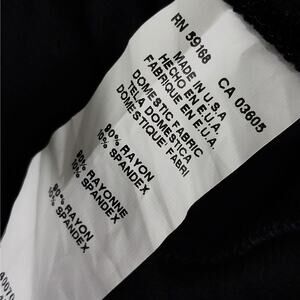 RN 59168 CA 03605
MADE IN U.S.A.
HECHO EN E.U.A.
FABRIQUE EN E.U.A.
DOMESTIC FABRIC
TELA DOMESTICA
DOMESTIQUE FABRI
90% RAYON
10% SPANDEX
90% RAYONNE
10% SPANDEX
90% RAYON
10% SPANDEX